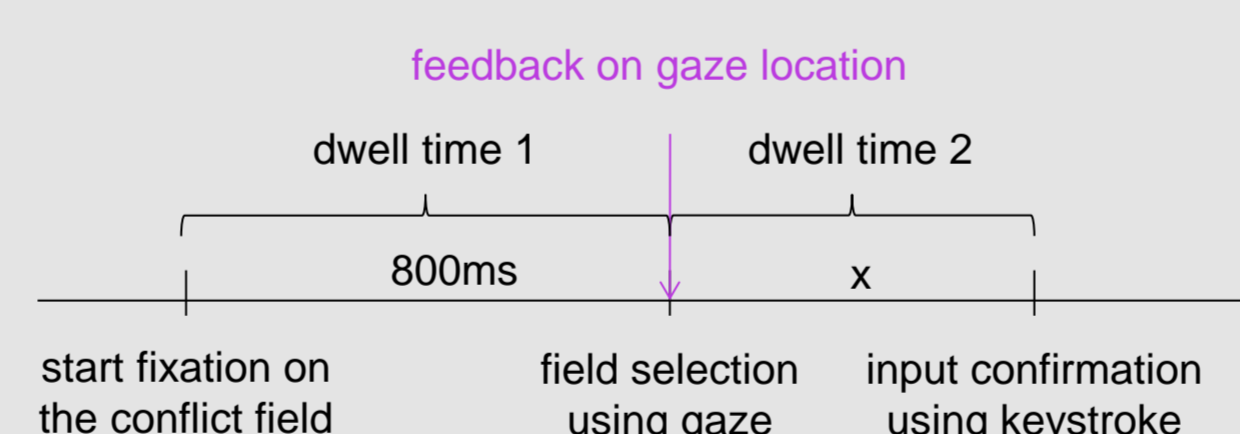 feedback on gaze location
dwell time 1
dwell time 2
800ms
x
start fixation on
the conflict field
field selection
using gaze
input confirmation
using keystroke